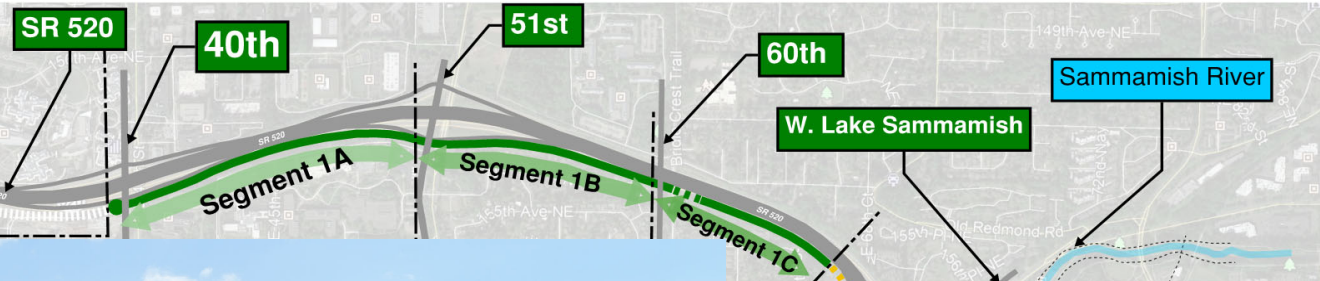 SR 520
40th
51st
60th
Sammamish River
W. Lake Sammamish
149th-Ave-NE
Crest Trail
SR 520
Segment 1A
Segment 1B
Segment 1C
SR 520
Redmond-Rd